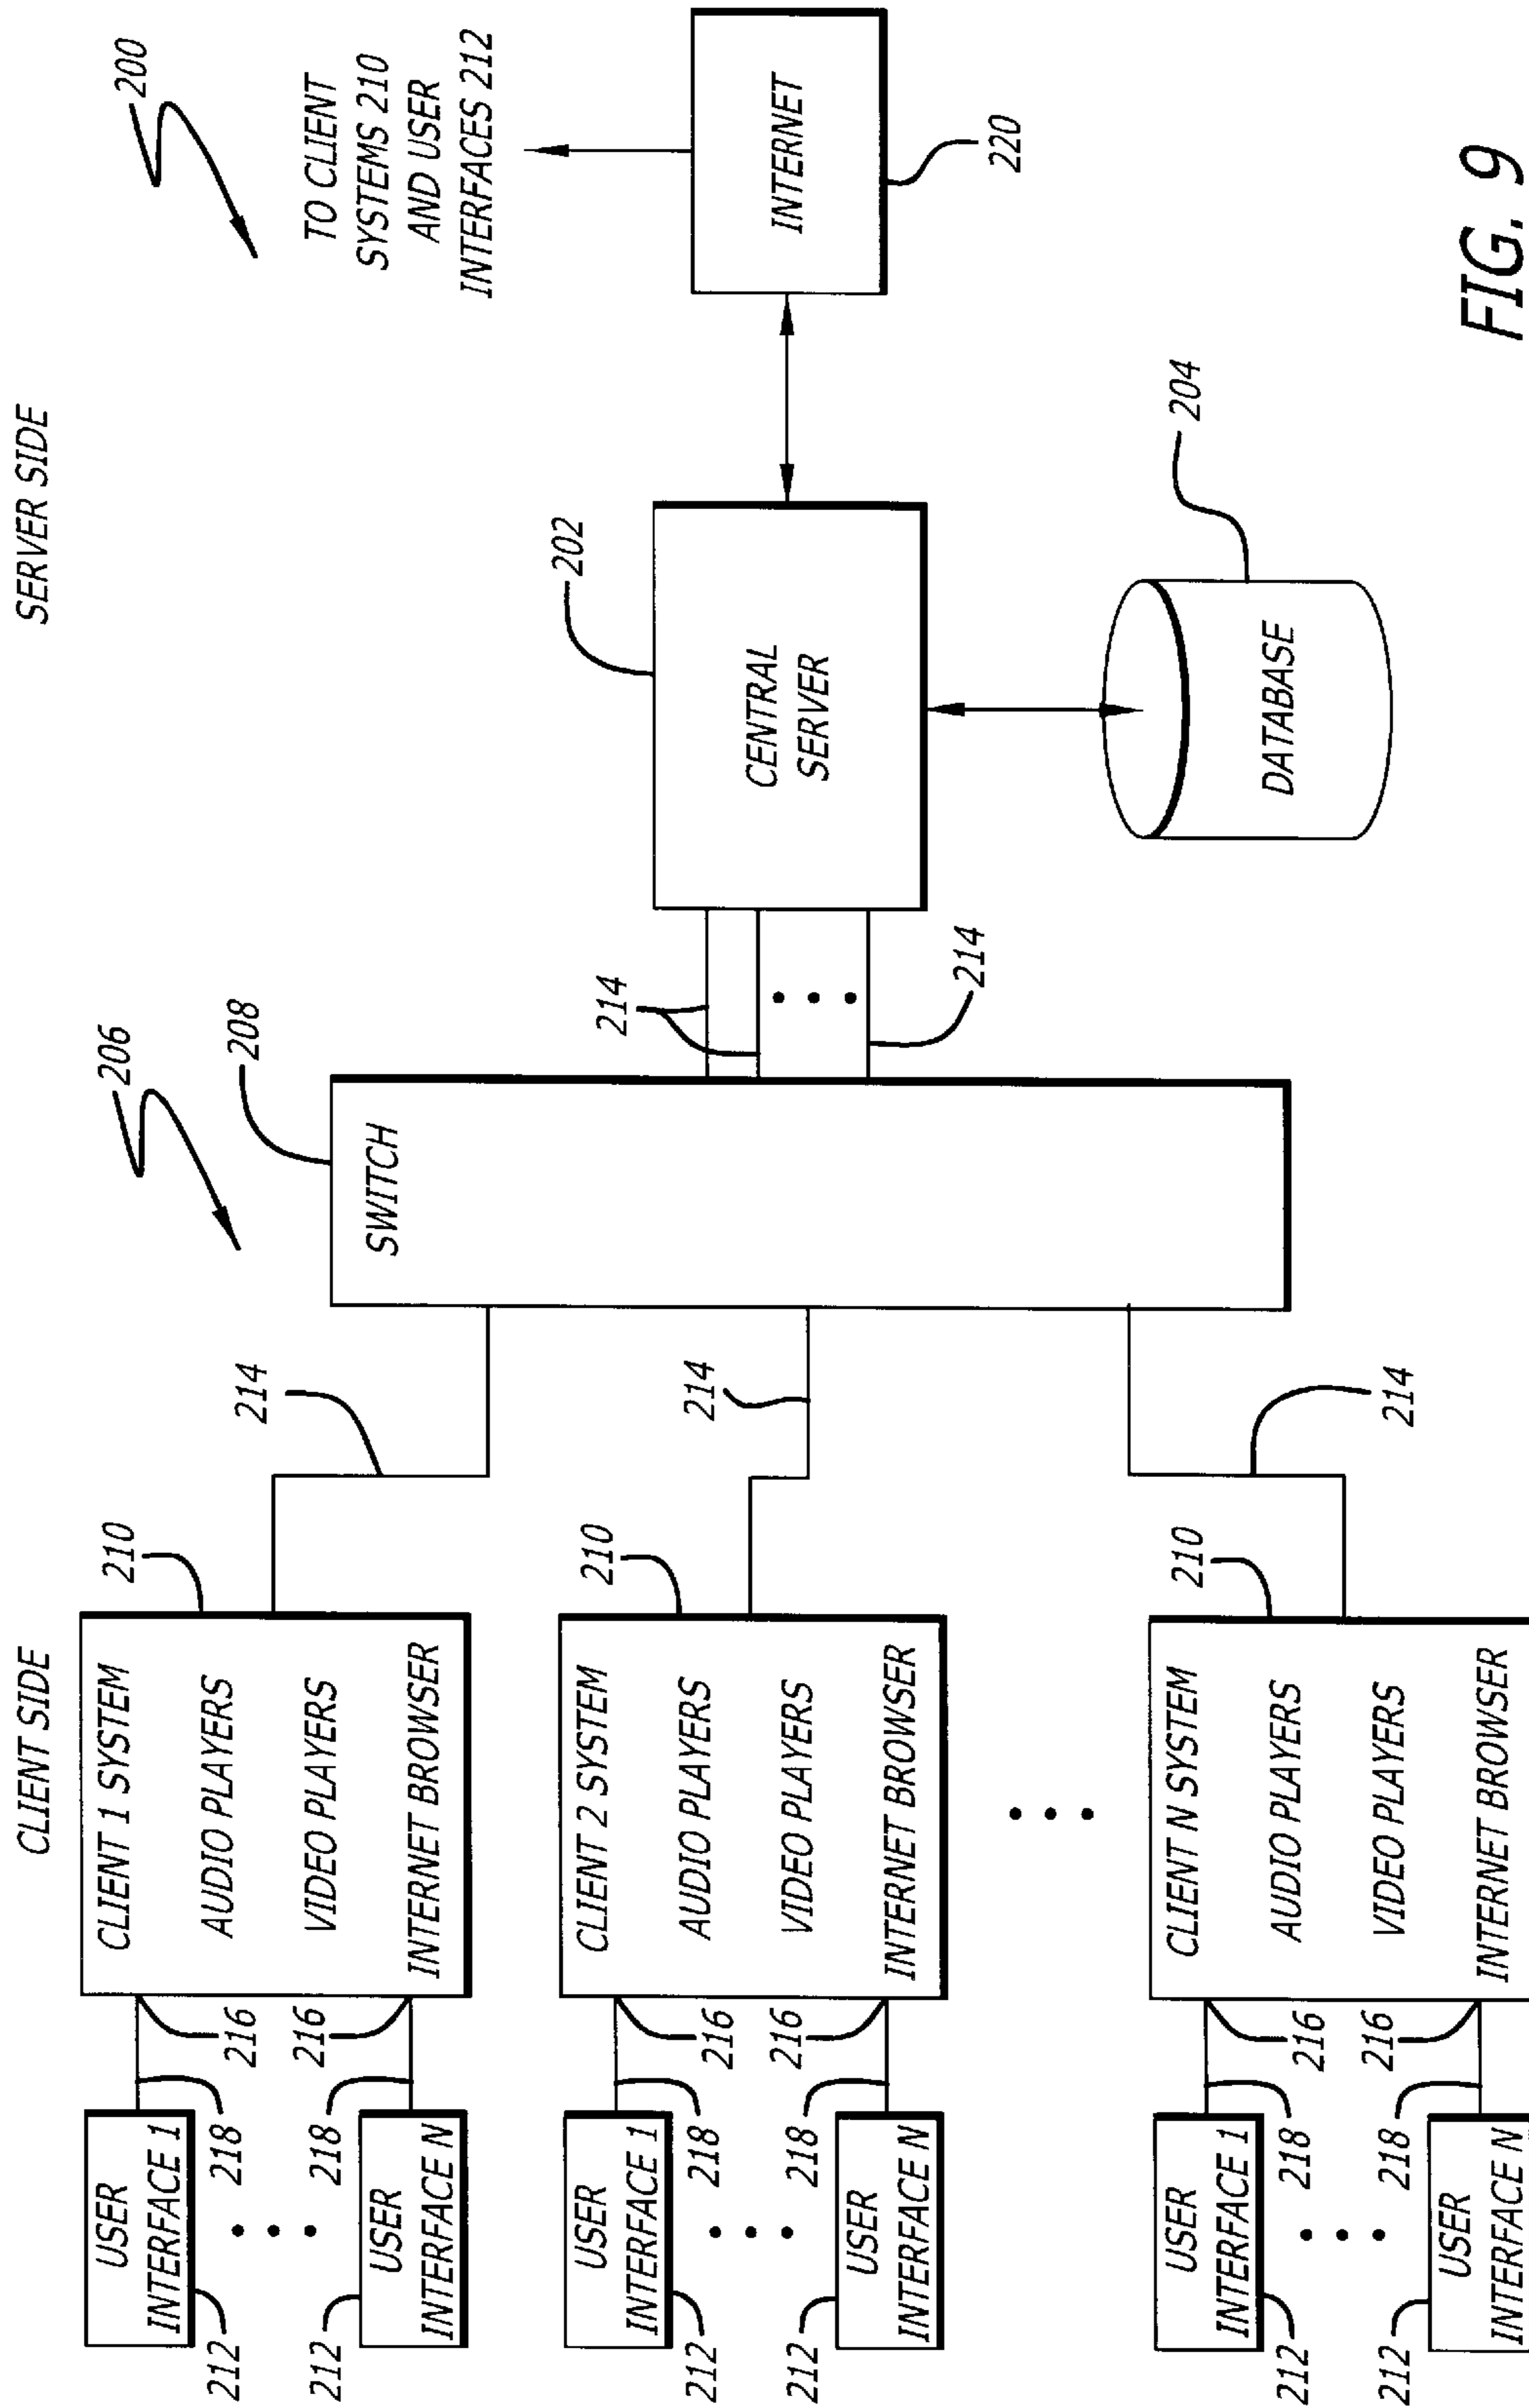 CLIENT SIDE
SERVER SIDE
200
206
TO CLIENT
SYSTEMS 210
AND USER
INTERFACES 212
212
USER
INTERFACE 1
218
216
CLIENT 1 SYSTEM
AUDIO PLAYERS
VIDEO PLAYERS
INTERNET BROWSER
210
214
212
USER
INTERFACE N
218
216
208
SWITCH
214
214
202
CENTRAL
SERVER
INTERNET
220
212
USER
INTERFACE 1
218
216
CLIENT 2 SYSTEM
AUDIO PLAYERS
VIDEO PLAYERS
INTERNET BROWSER
210
214
212
USER
INTERFACE N
218
216
DATABASE
204
212
USER
INTERFACE 1
218
216
CLIENT N SYSTEM
AUDIO PLAYERS
VIDEO PLAYERS
INTERNET BROWSER
210
214
212
USER
INTERFACE N
218
216
FIG. 9